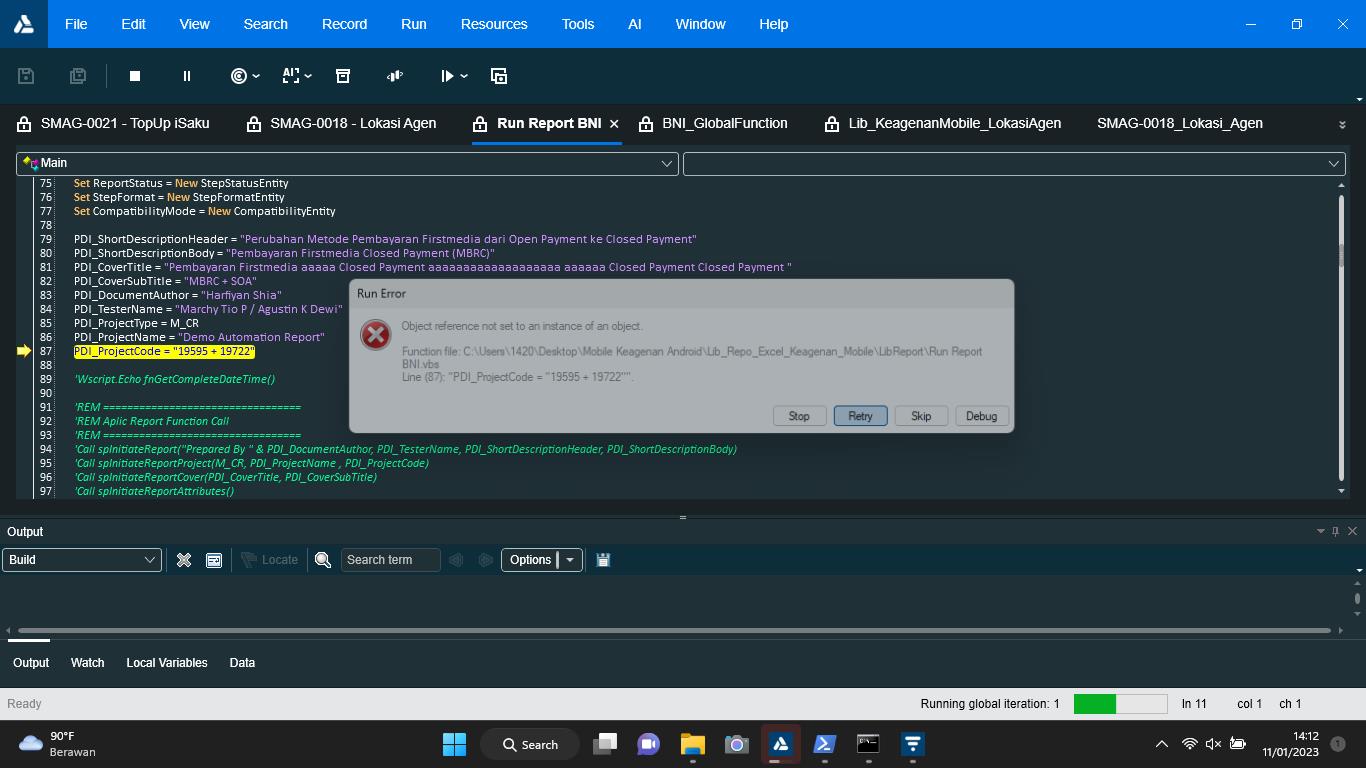 File Edit View Search Record Run Resources Tools AI Window Help
SMAG-0021 - TopUp iSaku SMAG-0018 - Lokasi Agen Run Report BNI BNI_GlobalFunction Lib_KeagenanMobile_LokasiAgen SMAG-0018_Lokasi_Agen
Main
75 Set ReportStatus = New StepStatusEntity
76 Set StepFormat = New StepFormatEntity
77 Set CompatibilityMode = New CompatibilityEntity
78
79 PDI_ShortDescriptionHeader = "Perubahan Metode Pembayaran Firstmedia dari Open Payment ke Closed Payment"
80 PDI_ShortDescriptionBody = "Pembayaran Firstmedia Closed Payment (MBRC)"
81 PDI_CoverTitle = "Pembayaran Firstmedia aaaaa Closed Payment aaaaaaaaaaaaaaaaaaa aaaaaa Closed Payment Closed Payment "
82 PDI_CoverSubTitle = "MBRC + SOA"
83 PDI_DocumentAuthor = "Harfiyan Shia"
84 PDI_TesterName = "Marchy Tio P / Agustin K Dewi"
85 PDI_ProjectType = M_CR
86 PDI_ProjectName = "Demo Automation Report"
87 PDI_ProjectCode = "19595 + 19722"
88
89 'Wscript.Echo fnGetCompleteDateTime()
90
91 'REM =================================
92 'REM Aplic Report Function Call
93 'REM =================================
94 'Call spInitiateReport("Prepared By " & PDI_DocumentAuthor, PDI_TesterName, PDI_ShortDescriptionHeader, PDI_ShortDescriptionBody)
95 'Call spInitiateReportProject(M_CR, PDI_ProjectName , PDI_ProjectCode)
96 'Call spInitiateReportCover(PDI_CoverTitle, PDI_CoverSubTitle)
97 'Call spInitiateReportAttributes()
Run Error
Object reference not set to an instance of an object.
Function file: C:\Users\1420\Desktop\Mobile Keagenan Android\Lib_Repo_Excel_Keagenan_Mobile\LibReport\Run Report
BNI.vbs
Line (87): "PDI_ProjectCode = "19595 + 19722"".
Stop Retry Skip Debug
Output
Build Locate Search term Options
Output Watch Local Variables Data
Ready Running global iteration: 1 ln 11 col 1 ch 1
90°F
Berawan
Search
14:12
11/01/2023
1